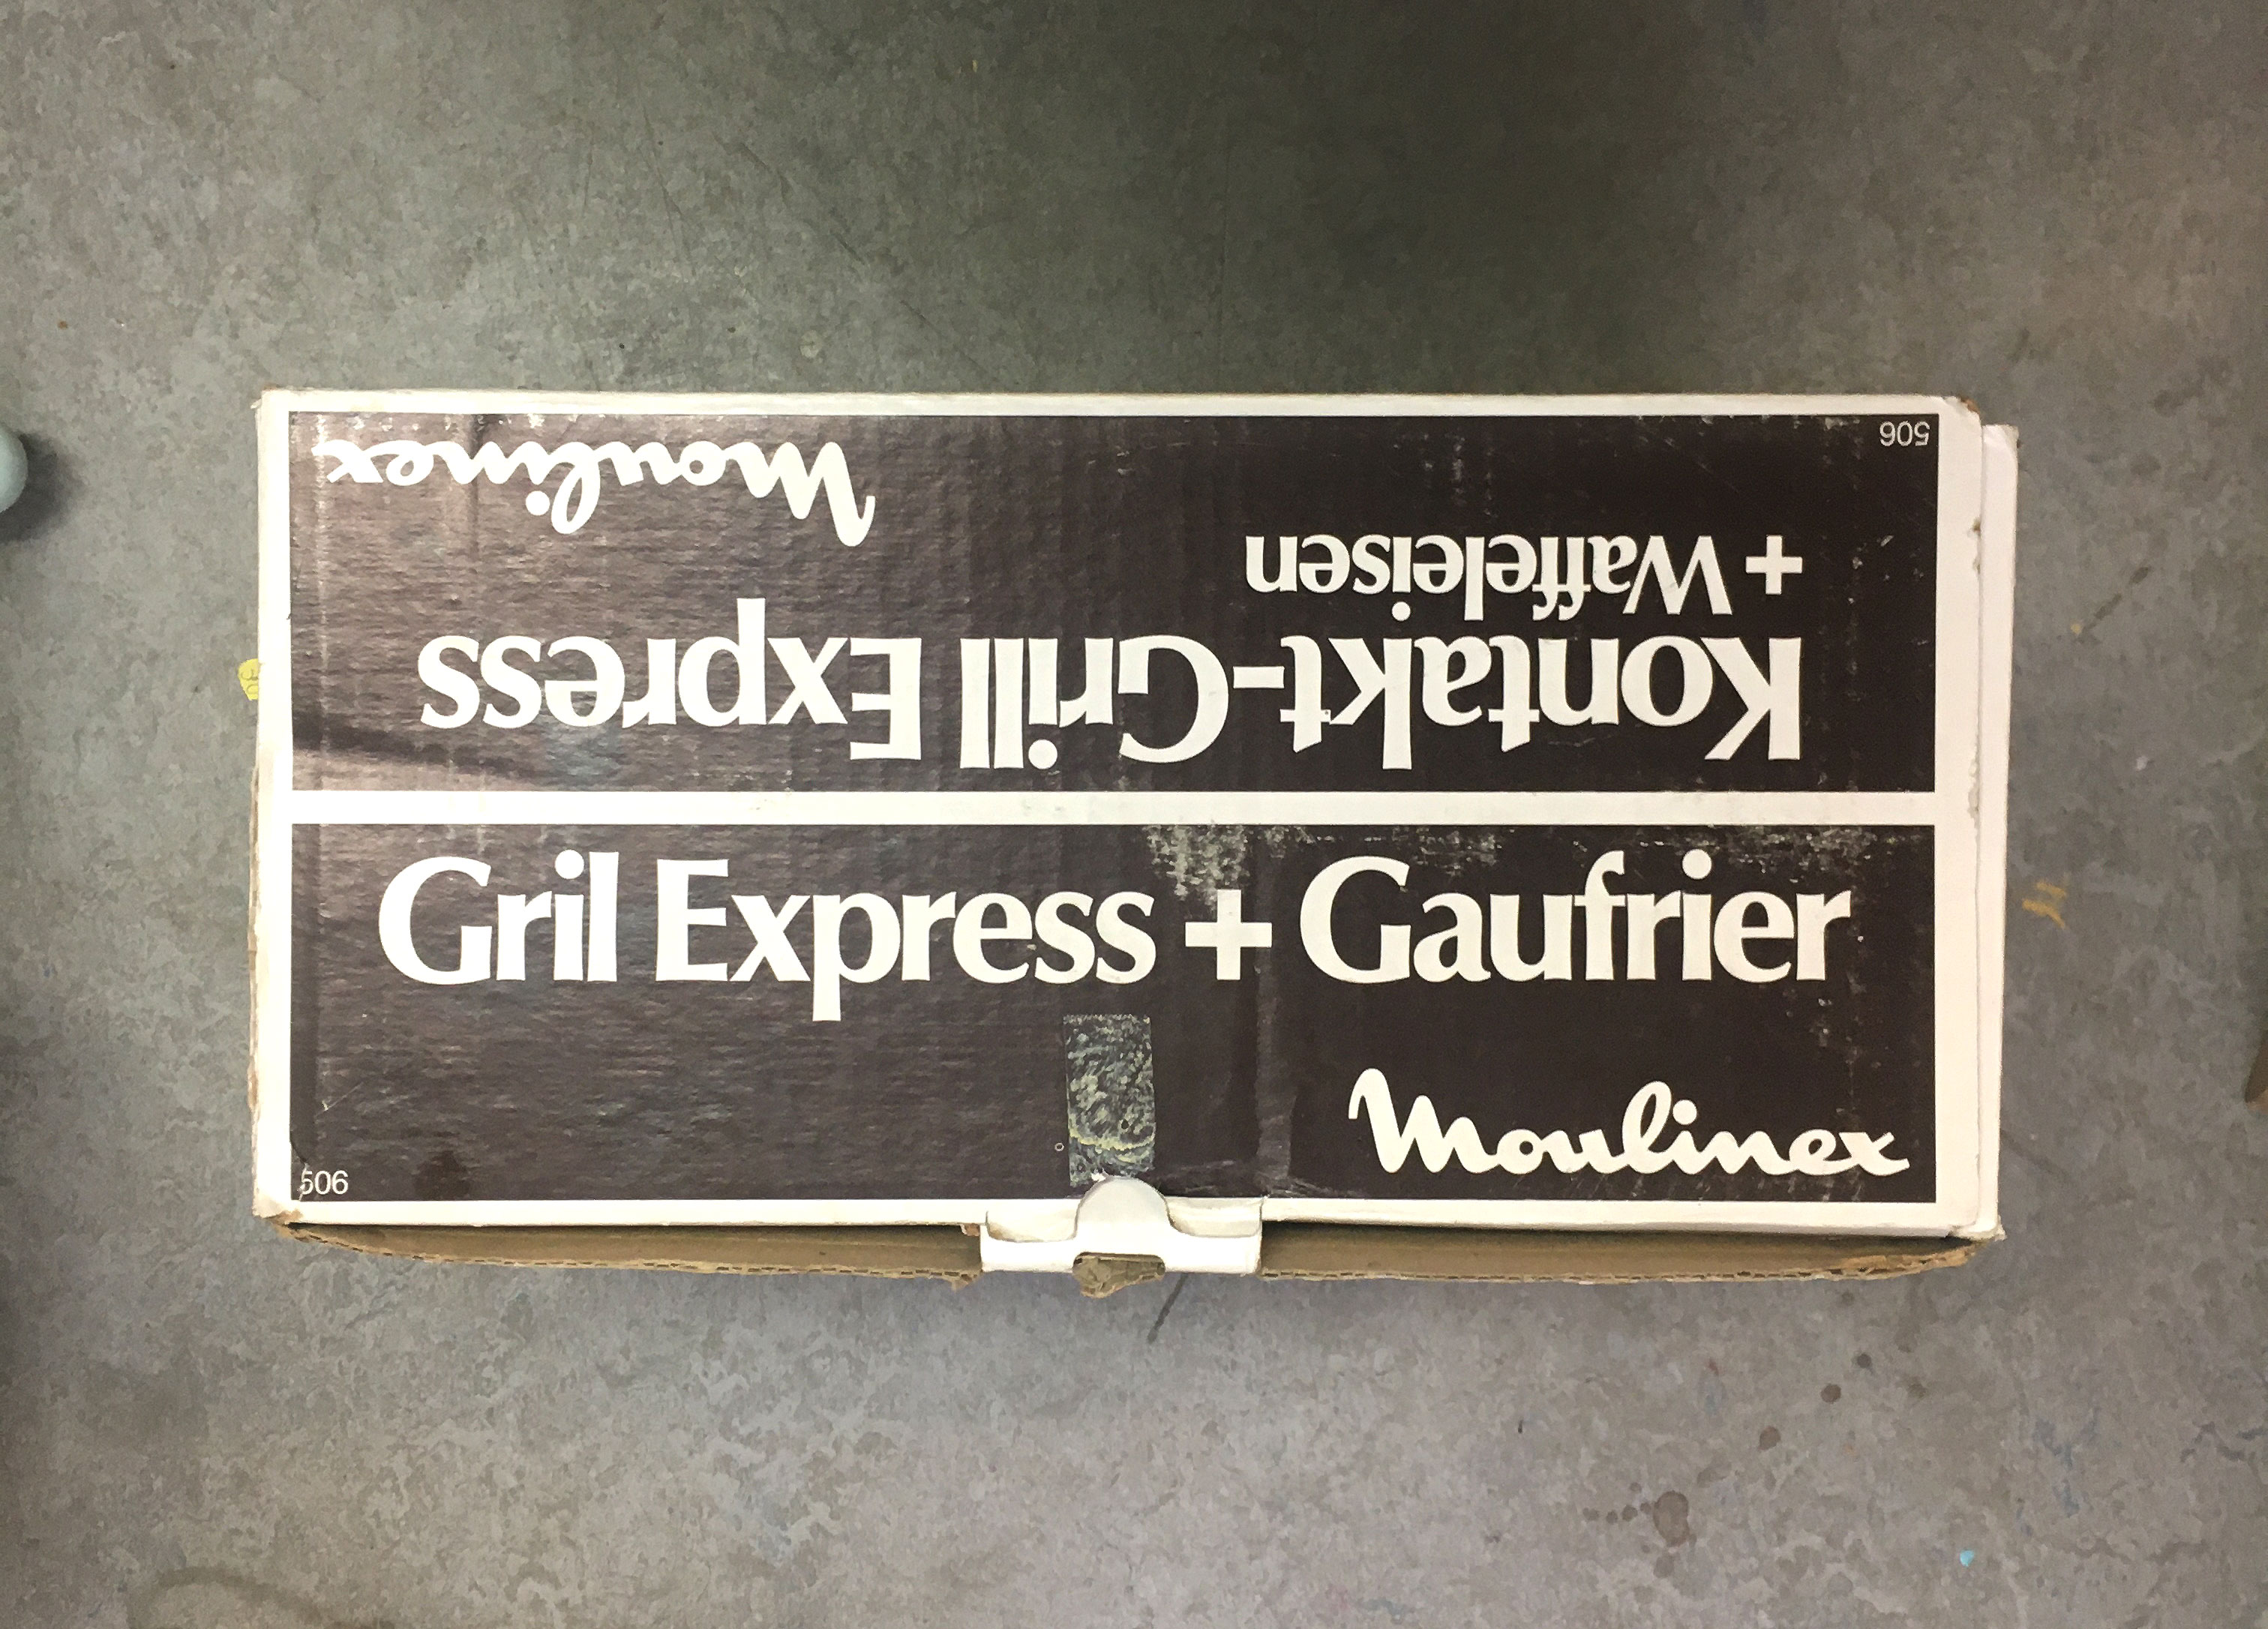 Moulinex
506
Kontakt-Grill Express
+ Waffeleisen
Gril Express + Gaufrier
Moulinex
506